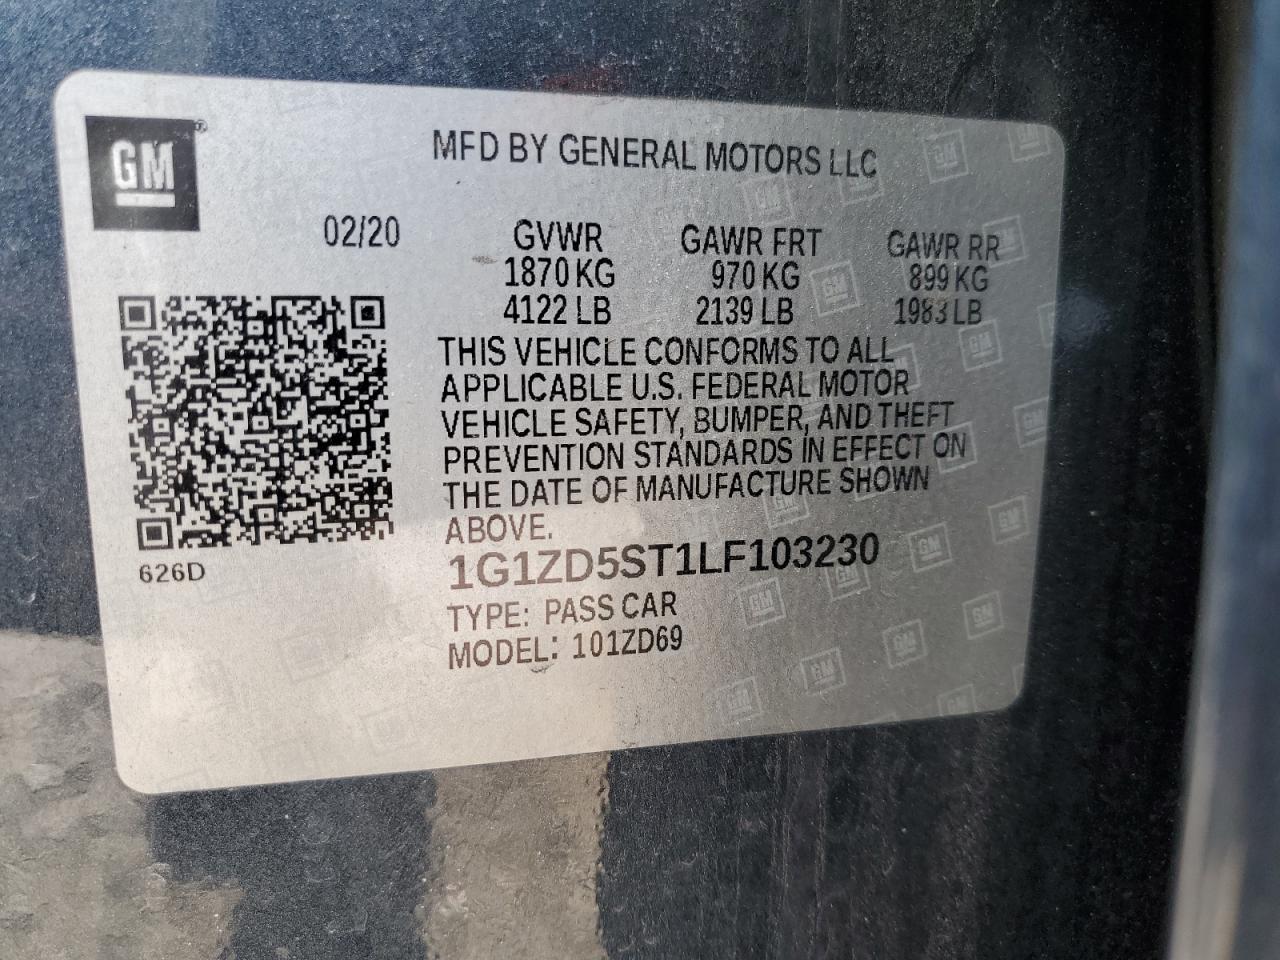 GM
MFD BY GENERAL MOTORS LLC
02/20 GVWR GAWR FRT GAWR RR
1870 KG 970 KG 899 KG
4122 LB 2139 LB 1983 LB
THIS VEHICLE CONFORMS TO ALL
APPLICABLE U.S. FEDERAL MOTOR
VEHICLE SAFETY, BUMPER, AND THEFT
PREVENTION STANDARDS IN EFFECT ON
THE DATE OF MANUFACTURE SHOWN
ABOVE.
626D
1G1ZD5ST1LF103230
TYPE: PASS CAR
MODEL: 101ZD69